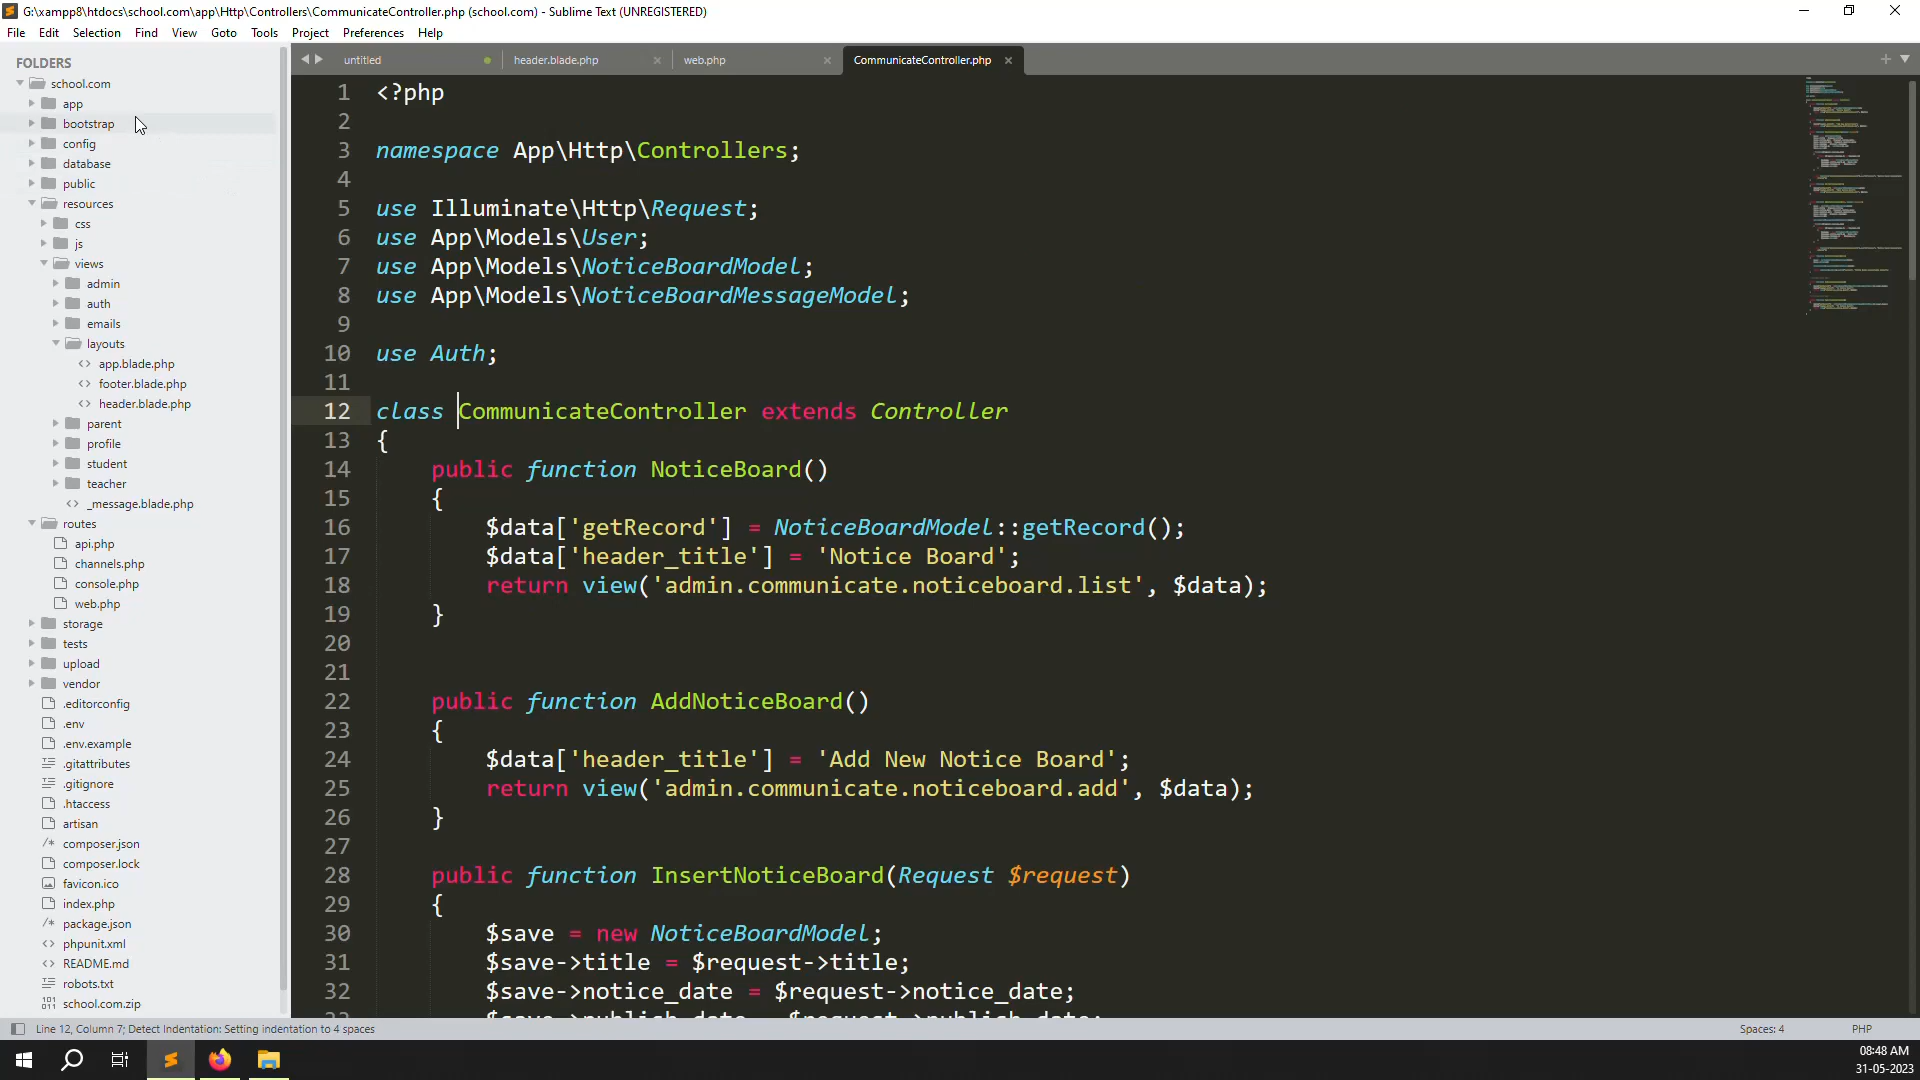 G:\xampp8\htdocs\school.com\app\Http\Controllers\CommunicateController.php (school.com) - Sublime Text (UNREGISTERED)
File Edit Selection Find View Goto Tools Project Preferences Help
FOLDERS
school.com
app
bootstrap
config
database
public
resources
css
js
views
admin
auth
emails
layouts
app.blade.php
footer.blade.php
header.blade.php
parent
profile
student
teacher
_message.blade.php
routes
api.php
channels.php
console.php
web.php
storage
tests
upload
vendor
.editorconfig
.env
.env.example
.gitattributes
.gitignore
.htaccess
artisan
composer.json
composer.lock
favicon.ico
index.php
package.json
phpunit.xml
README.md
robots.txt
school.com.zip
untitled header.blade.php web.php CommunicateController.php
1 <?php
2
3 namespace App\Http\Controllers;
4
5 use Illuminate\Http\Request;
6 use App\Models\User;
7 use App\Models\NoticeBoardModel;
8 use App\Models\NoticeBoardMessageModel;
9
10 use Auth;
11
12 class CommunicateController extends Controller
13 {
14 public function NoticeBoard()
15 {
16 $data['getRecord'] = NoticeBoardModel::getRecord();
17 $data['header_title'] = 'Notice Board';
18 return view('admin.communicate.noticeboard.list', $data);
19 }
20
21
22 public function AddNoticeBoard()
23 {
24 $data['header_title'] = 'Add New Notice Board';
25 return view('admin.communicate.noticeboard.add', $data);
26 }
27
28 public function InsertNoticeBoard(Request $request)
29 {
30 $save = new NoticeBoardModel;
31 $save->title = $request->title;
32 $save->notice_date = $request->notice_date;
33 $save->publish_date = $request->publish_date;
Line 12, Column 7; Detect Indentation: Setting indentation to 4 spaces
Spaces: 4 PHP
08:48 AM
31-05-2023